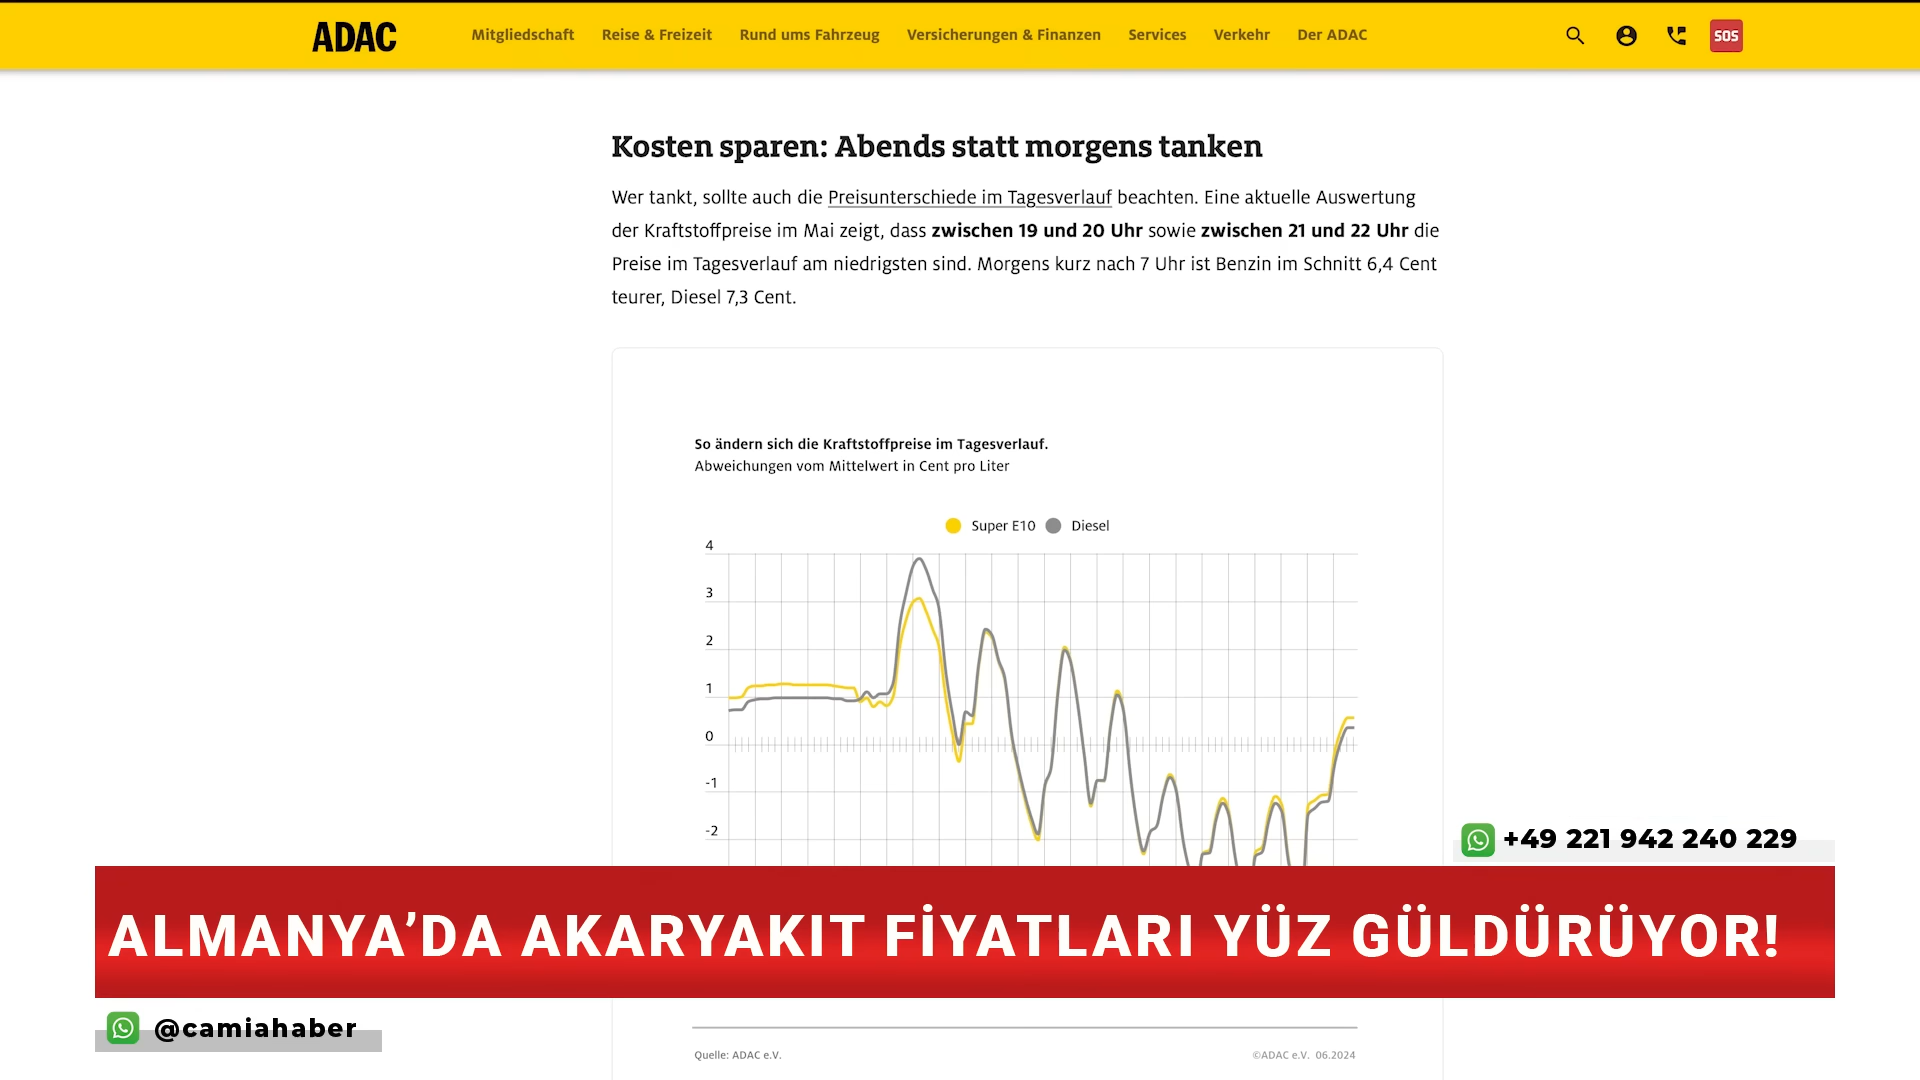 ADAC
Mitgliedschaft Reise & Freizeit Rund ums Fahrzeug Versicherungen & Finanzen Services Verkehr Der ADAC
SOS
Kosten sparen: Abends statt morgens tanken
Wer tankt, sollte auch die Preisunterschiede im Tagesverlauf beachten. Eine aktuelle Auswertung
der Kraftstoffpreise im Mai zeigt, dass zwischen 19 und 20 Uhr sowie zwischen 21 und 22 Uhr die
Preise im Tagesverlauf am niedrigsten sind. Morgens kurz nach 7 Uhr ist Benzin im Schnitt 6,4 Cent
teurer, Diesel 7,3 Cent.
So ändern sich die Kraftstoffpreise im Tagesverlauf.
Abweichungen vom Mittelwert in Cent pro Liter
Super E10 Diesel
4
3
2
1
0
-1
-2
+49 221 942 240 229
ALMANYA’DA AKARYAKIT FİYATLARI YÜZ GÜLDÜRÜYOR!
@camiahaber
Quelle: ADAC e.V. ©ADAC e.V. 06.2024